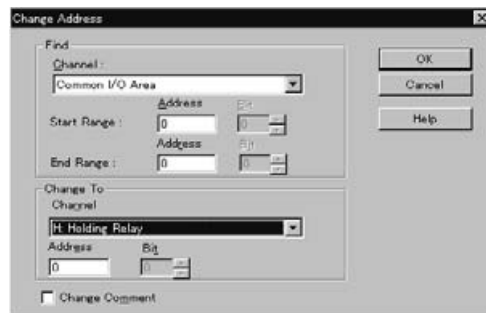 Change Address
Find
Channel :
Common I/O Area
Address Bit
Start Range : 0 0
Address Bit
End Range : 0 0
Change To
Channel
H: Holding Relay
Address Bit
0 0
Change Comment
OK
Cancel
Help